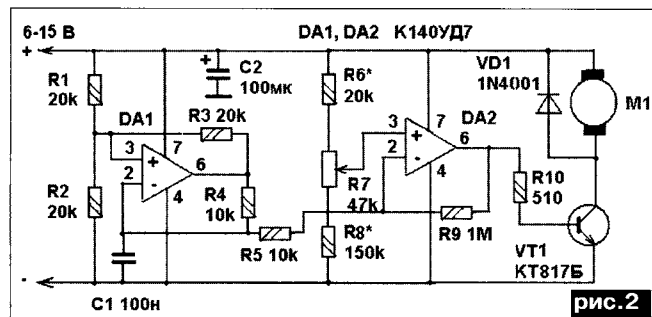 6-15 В
DA1, DA2 К140УД7
+
+
C2
100мк
R1
20k
DA1
R3 20k
3
7
2
6
4
R2
20k
R4
10k
R5 10k
C1 100н
-
R6*
20k
R7
47k
R8*
150k
3
7
DA2
6
2
4
R9 1M
R10
510
VD1
1N4001
M1
VT1
КТ817Б
рис.2